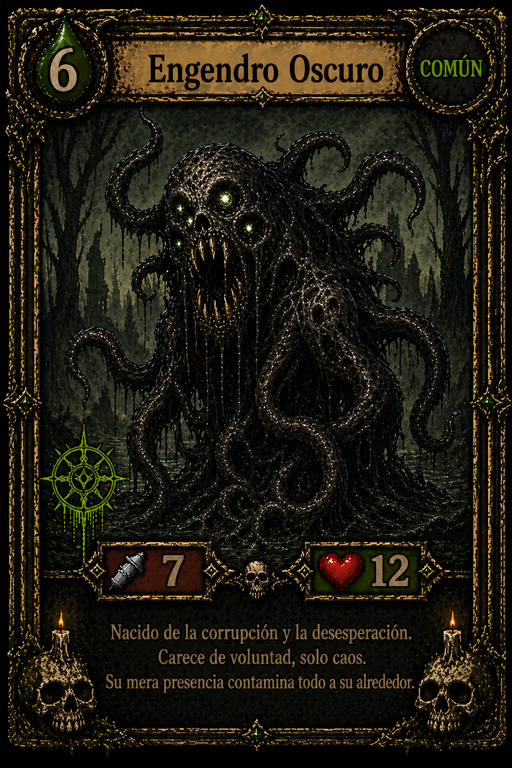 6
Engendro Oscuro
COMÚN
7
12
Nacido de la corrupción y la desesperación.
Carece de voluntad, solo caos.
Su mera presencia contamina todo a su alrededor.